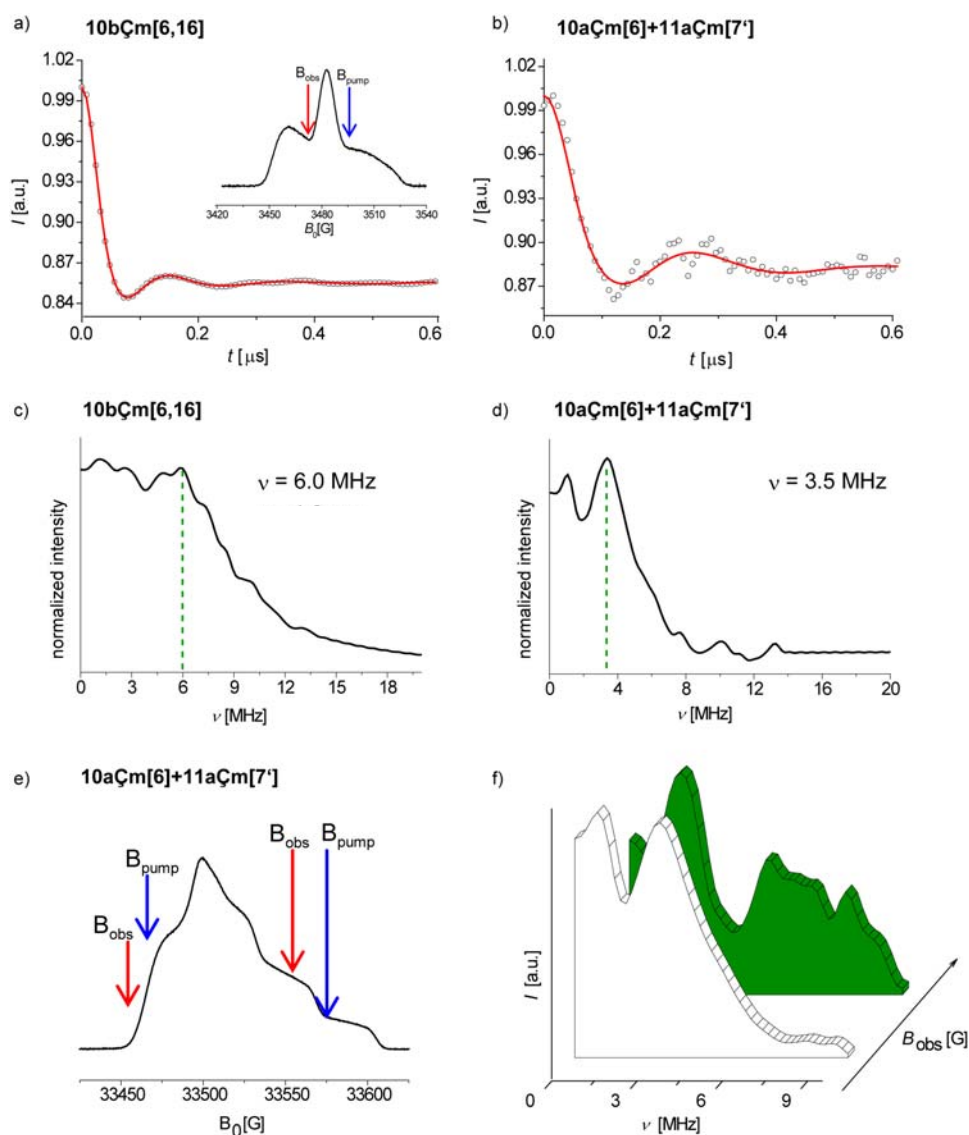 a) 10bÇm[6,16]
1.02
0.99
0.96
0.93
0.90
0.87
0.84
I [a.u.]
0.0 0.2 0.4 0.6
t [μs]
B_obs B_pump
3420 3450 3480 3510 3540
B₀[G]
b) 10aÇm[6]+11aÇm[7‘]
1.02
0.99
0.96
0.93
0.90
0.87
I [a.u.]
0.0 0.2 0.4 0.6
t [μs]
c) 10bÇm[6,16]
ν = 6.0 MHz
normalized intensity
0 3 6 9 12 15 18
ν [MHz]
d) 10aÇm[6]+11aÇm[7‘]
ν = 3.5 MHz
normalized intensity
0 4 8 12 16 20
ν [MHz]
e) 10aÇm[6]+11aÇm[7‘]
B_obs
B_pump
B_obs
B_pump
33450 33500 33550 33600
B₀[G]
f)
I [a.u.]
B_obs [G]
0 3 6 9
ν [MHz]